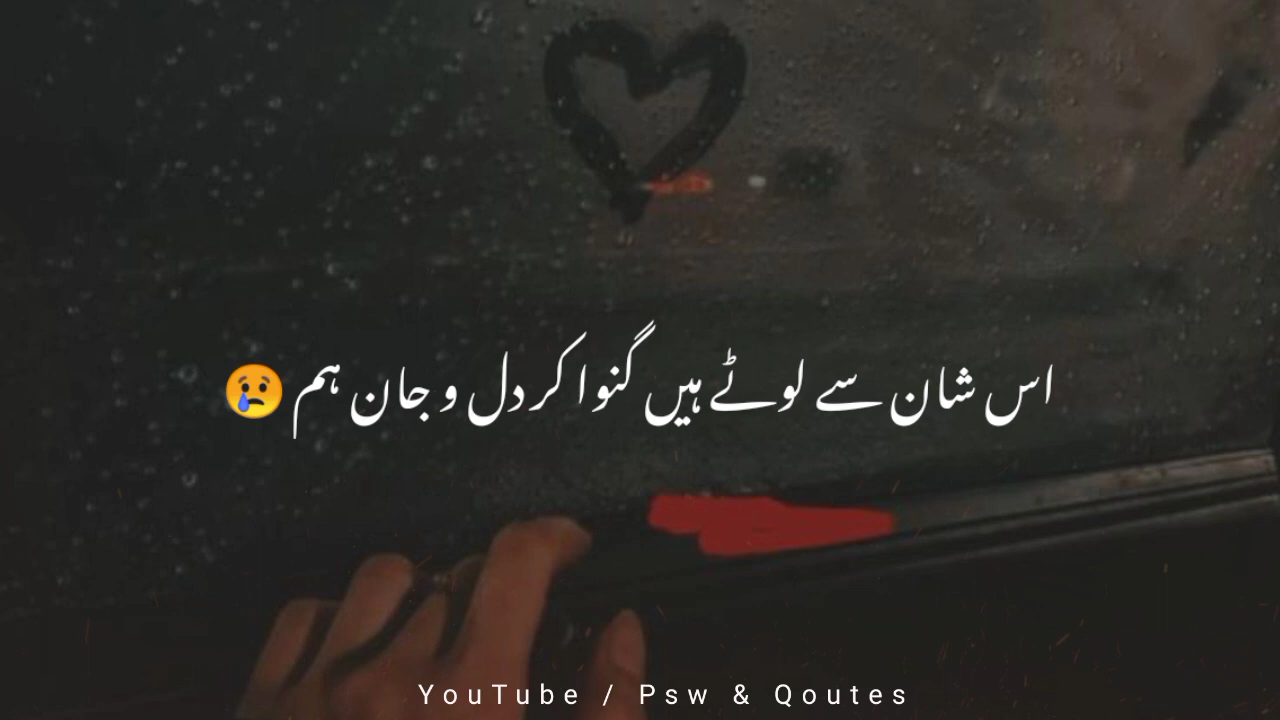 اس شان سے لوٹے ہیں گنوا کر دل و جان ہم 😢
YouTube / Psw & Qoutes